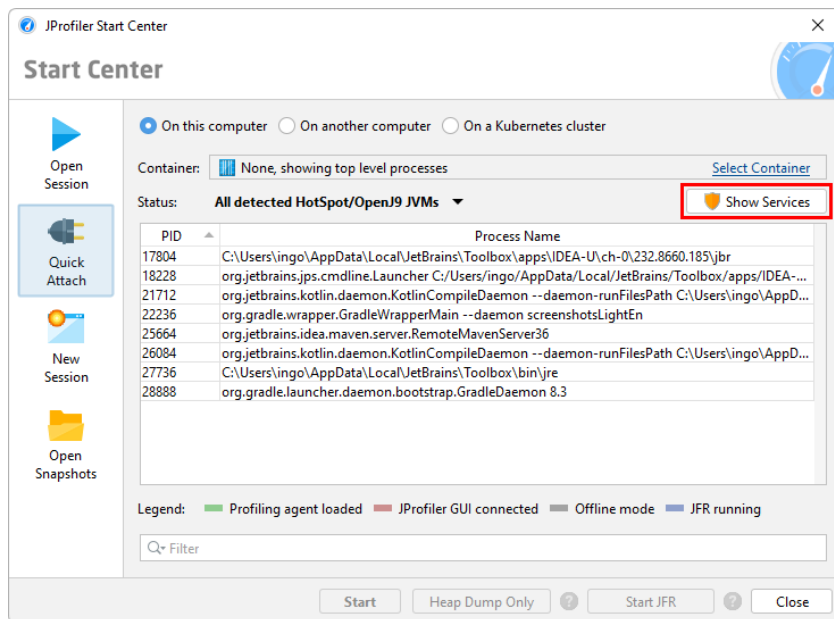 JProfiler Start Center
Start Center
Open Session
Quick Attach
New Session
Open Snapshots
On this computer On another computer On a Kubernetes cluster
Container: None, showing top level processes Select Container
Status: All detected HotSpot/OpenJ9 JVMs Show Services
PID Process Name
17804 C:\Users\ingo\AppData\Local\JetBrains\Toolbox\apps\IDEA-U\ch-0\232.8660.185\jbr
18228 org.jetbrains.jps.cmdline.Launcher C:/Users/ingo/AppData/Local/JetBrains/Toolbox/apps/IDEA-...
21712 org.jetbrains.kotlin.daemon.KotlinCompileDaemon --daemon-runFilesPath C:\Users\ingo\AppD...
22236 org.gradle.wrapper.GradleWrapperMain --daemon screenshotsLightEn
25664 org.jetbrains.idea.maven.server.RemoteMavenServer36
26084 org.jetbrains.kotlin.daemon.KotlinCompileDaemon --daemon-runFilesPath C:\Users\ingo\AppD...
27736 C:\Users\ingo\AppData\Local\JetBrains\Toolbox\bin\jre
28888 org.gradle.launcher.daemon.bootstrap.GradleDaemon 8.3
Legend: Profiling agent loaded JProfiler GUI connected Offline mode JFR running
Filter
Start Heap Dump Only ? Start JFR ? Close